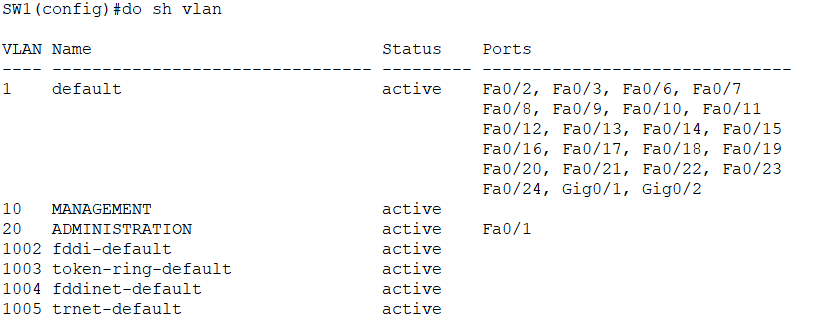 SW1(config)#do sh vlan
VLAN Name                             Status    Ports
---- -------------------------------- --------- -------------------------------
1    default                          active    Fa0/2, Fa0/3, Fa0/6, Fa0/7
                                                Fa0/8, Fa0/9, Fa0/10, Fa0/11
                                                Fa0/12, Fa0/13, Fa0/14, Fa0/15
                                                Fa0/16, Fa0/17, Fa0/18, Fa0/19
                                                Fa0/20, Fa0/21, Fa0/22, Fa0/23
                                                Fa0/24, Gig0/1, Gig0/2
10   MANAGEMENT                       active
20   ADMINISTRATION                   active    Fa0/1
1002 fddi-default                     active
1003 token-ring-default               active
1004 fddinet-default                  active
1005 trnet-default                    active